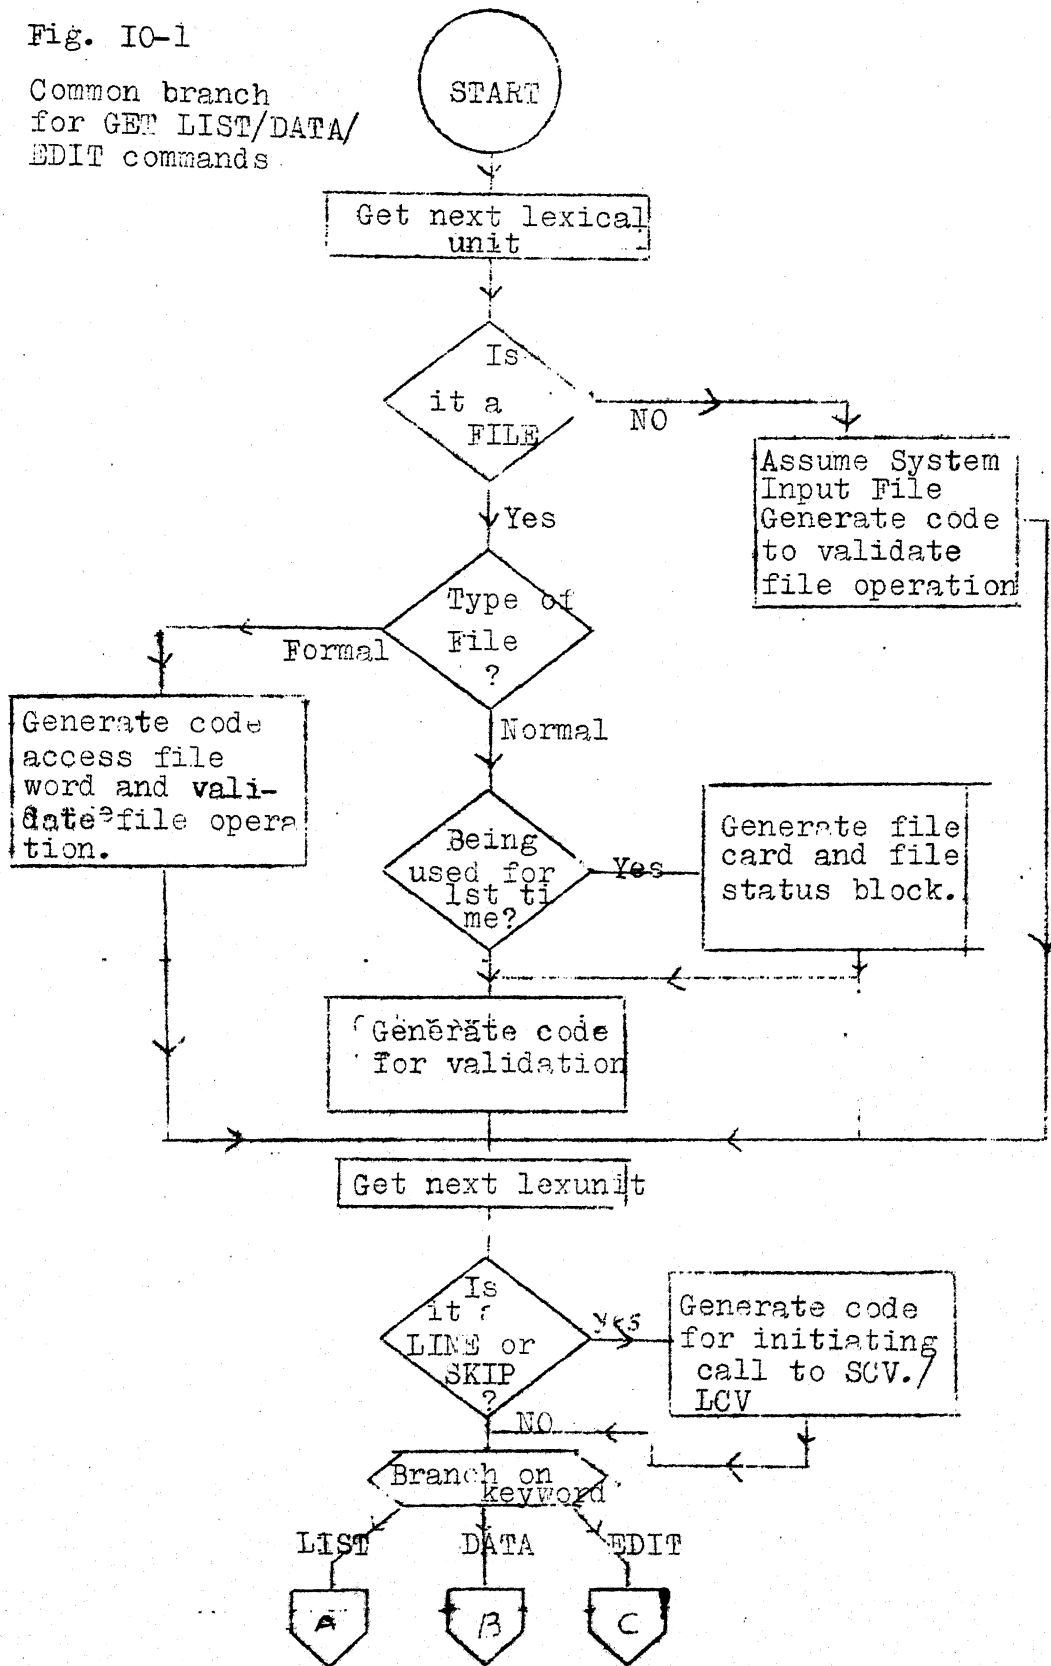 Fig. IO-1
Common branch
for GET LIST/DATA/
EDIT commands
START
Get next lexical
unit
Is
it a
FILE
NO
Assume System
Input File
Generate code
to validate
file operation
Yes
Type of
File
?
Formal
Generate code
access file
word and vali-
date file opera
tion.
Normal
Being
used for
1st ti
me?
Yes
Generate file
card and file
status block.
Generate code
for validation
Get next lexunit
Is
it a
LINE or
SKIP
?
yes
Generate code
for initiating
call to SCV./
LCV
NO
Branch on
keyword
LIST
DATA
EDIT
A
B
C